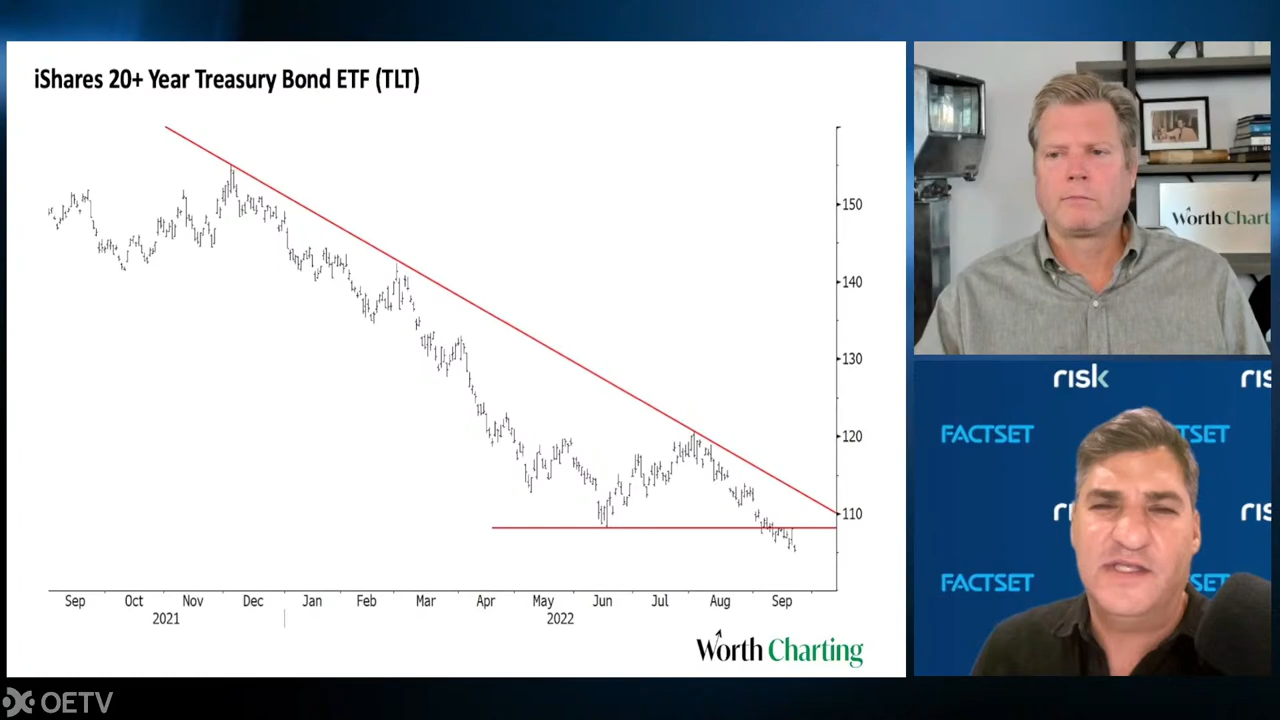 iShares 20+ Year Treasury Bond ETF (TLT)
150
140
130
120
110
Sep Oct Nov Dec Jan Feb Mar Apr May Jun Jul Aug Sep
2021 2022
Worth Charting
OETV
Worth Chart
risk
FACTSET
FACTSET